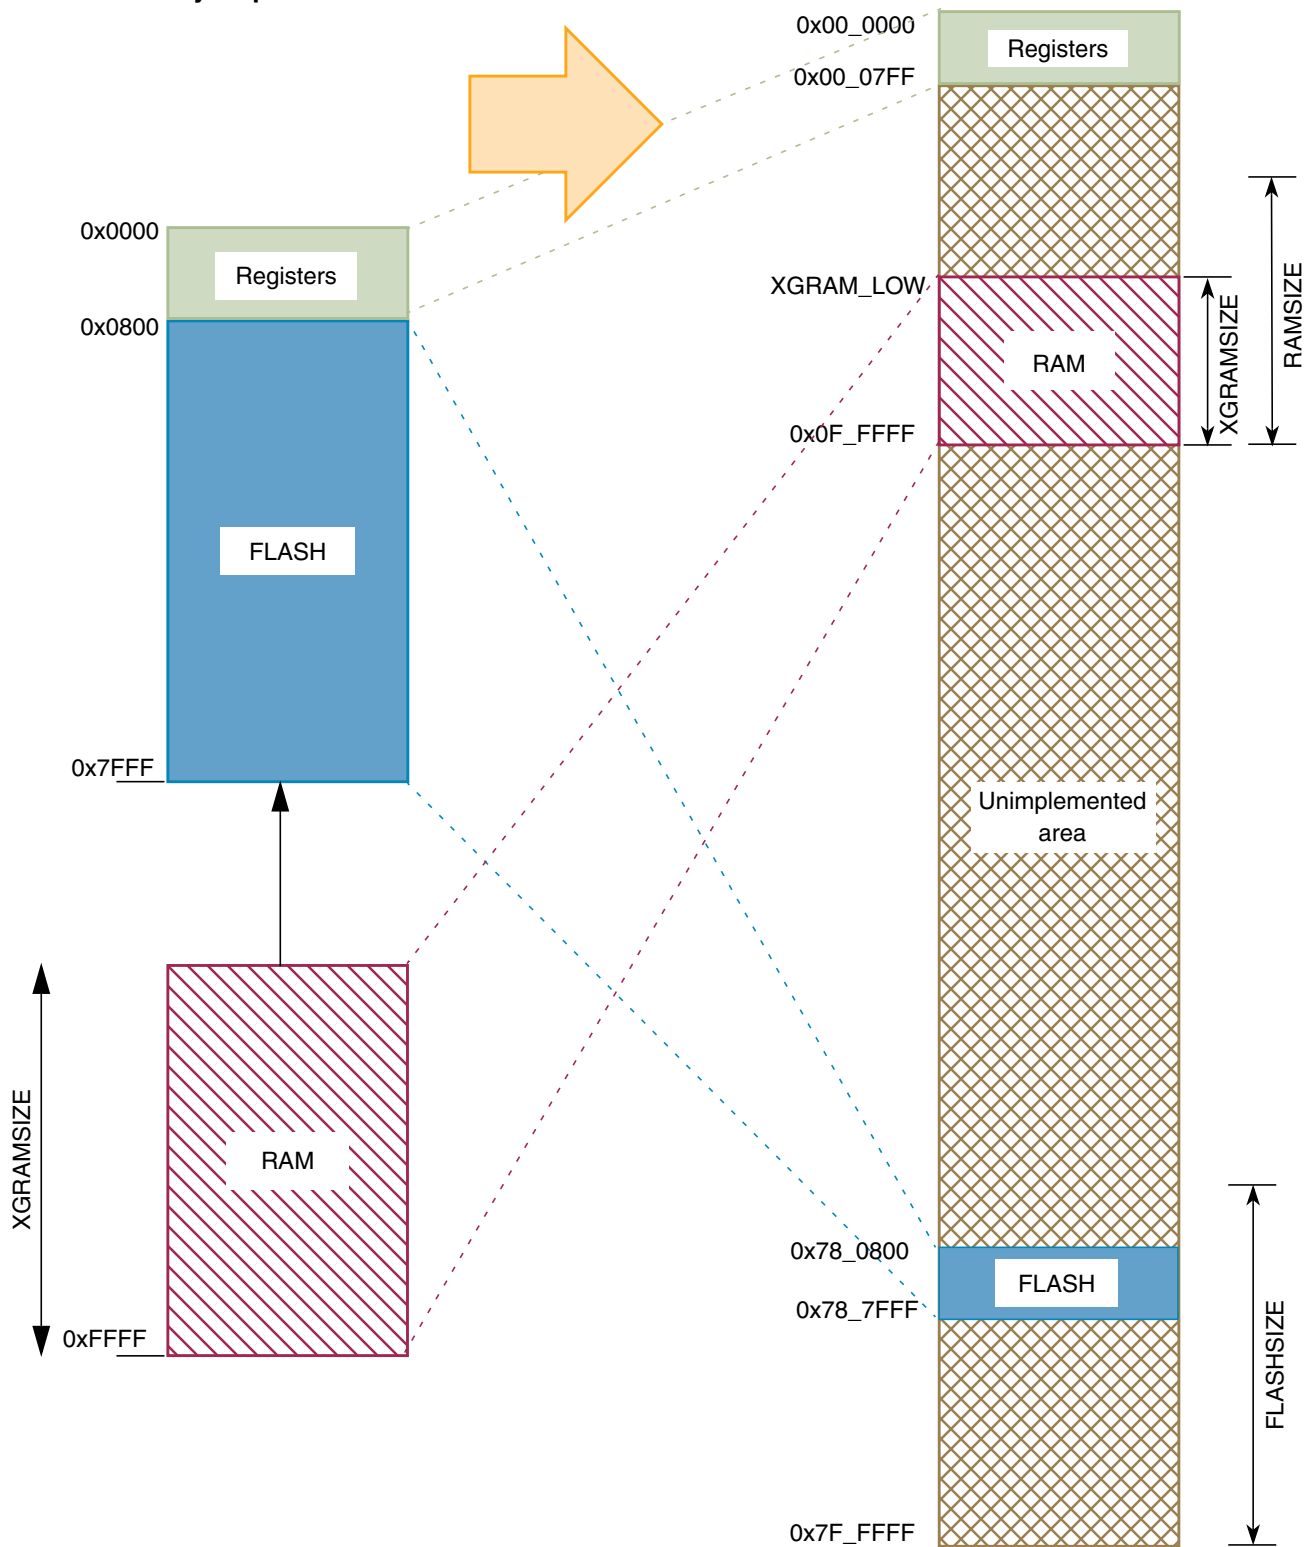 0x0000
Registers
0x0800
FLASH
0x7FFF
XGRAMSIZE
RAM
0xFFFF
0x00_0000
Registers
0x00_07FF
XGRAM_LOW
RAM
0x0F_FFFF
XGRAMSIZE
RAMSIZE
Unimplemented
area
0x78_0800
FLASH
0x78_7FFF
FLASHSIZE
0x7F_FFFF